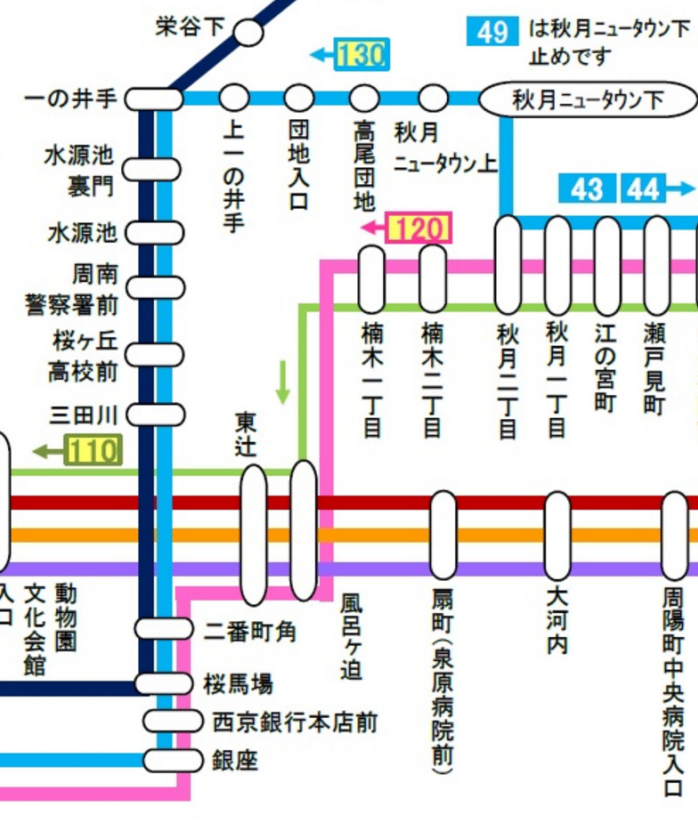 栄谷下
130
49 は秋月ニュータウン下
止めです
一の井手
秋月ニュータウン下
上一の井手
団地入口
高尾団地
秋月
ニュータウン上
水源池
裏門
43 44
水源池
120
周南
警察署前
桜ヶ丘
高校前
楠木一丁目
楠木二丁目
秋月二丁目
秋月一丁目
江の宮町
瀬戸見町
三田川
東辻
110
入口
文化会館
動物園
二番町角
風呂ヶ迫
扇町(泉原病院前)
大河内
周陽町中央病院入口
桜馬場
西京銀行本店前
銀座